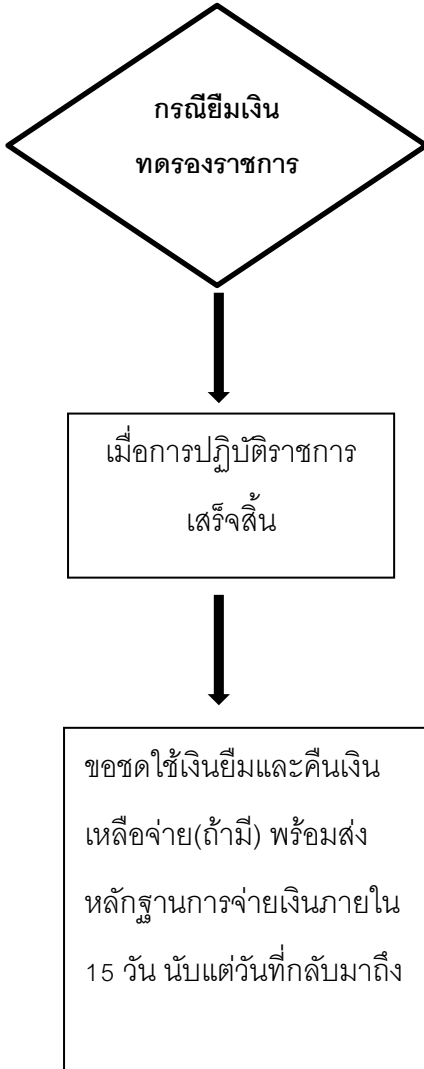 กรณียืมเงิน
ทดรองราชการ
เมื่อการปฏิบัติราชการ
เสร็จสิ้น
ขอชดใช้เงินยืมและคืนเงิน
เหลือจ่าย(ถ้ามี) พร้อมส่ง
หลักฐานการจ่ายเงินภายใน
15 วัน นับแต่วันที่กลับมาถึง